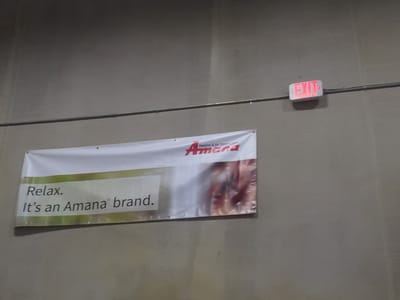 EXIT
Amana
Relax.
It's an Amana® brand.